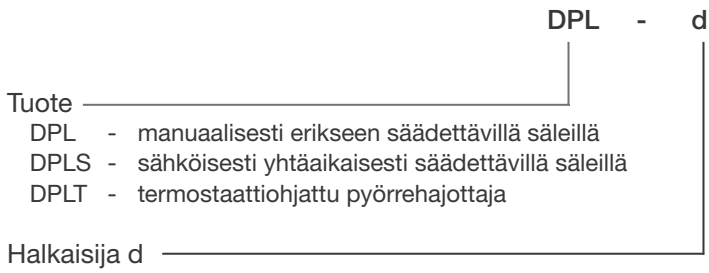 DPL - d
Tuote
DPL - manuaalisesti erikseen säädettävillä säleillä
DPLS - sähköisesti yhtäaikaisesti säädettävillä säleillä
DPLT - termostaattiohjattu pyörrehajottaja
Halkaisija d